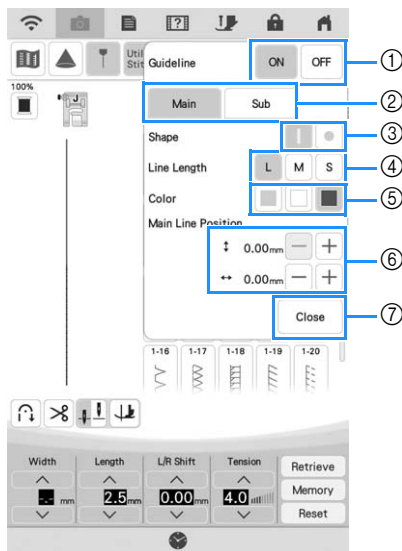 Util
Stit
Guideline
ON
OFF
①
Main
Sub
②
100%
J
Shape
③
Line Length
L
M
S
④
Color
⑤
Main Line Position
0.00mm
0.00mm
⑥
Close
⑦
1-16
1-17
1-18
1-19
1-20
Width
Length
L/R Shift
Tension
-.- mm
2.5mm
0.00mm
4.0
Retrieve
Memory
Reset